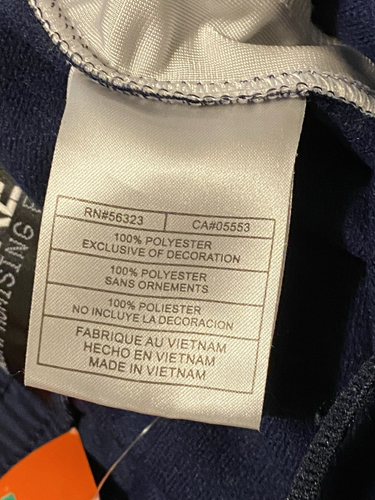 RN#56323 CA#05553
100% POLYESTER
EXCLUSIVE OF DECORATION
100% POLYESTER
SANS ORNEMENTS
100% POLIESTER
NO INCLUYE LA DECORACION
FABRIQUE AU VIETNAM
HECHO EN VIETNAM
MADE IN VIETNAM